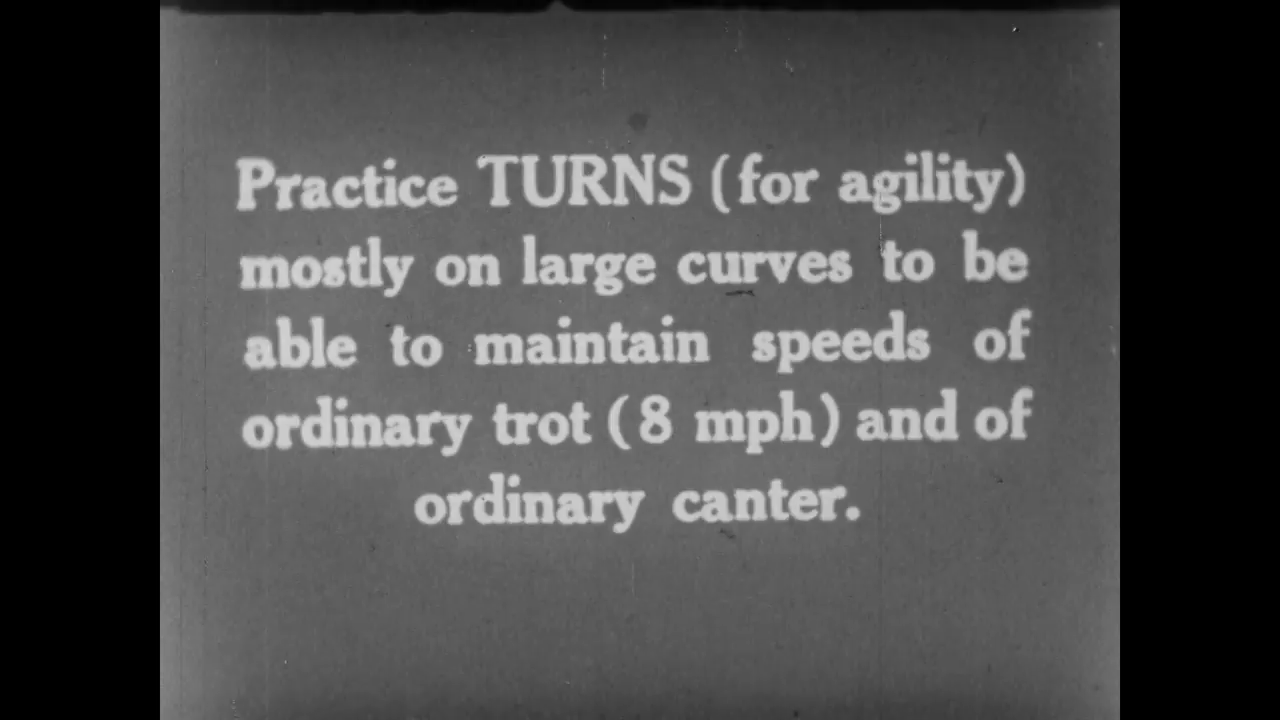 Practice TURNS (for agility)
mostly on large curves to be
able to maintain speeds of
ordinary trot (8 mph) and of
ordinary canter.